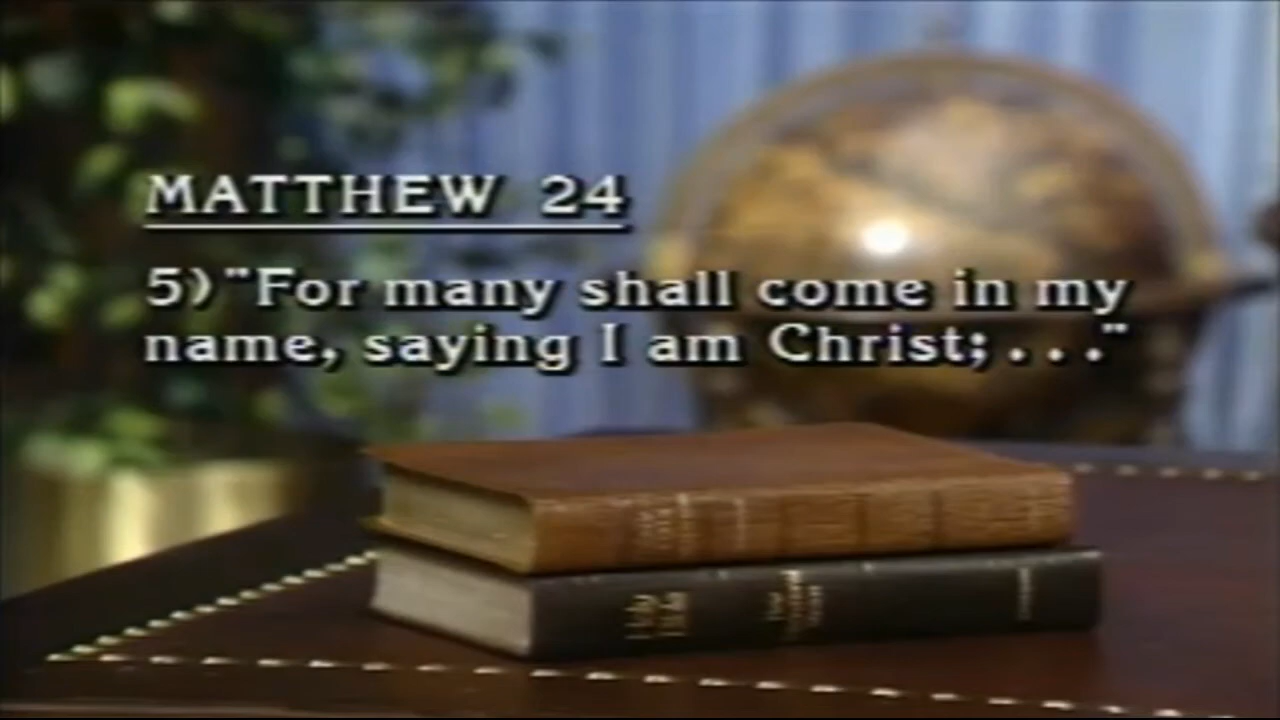 MATTHEW 24
5) "For many shall come in my
name, saying I am Christ; . . ."